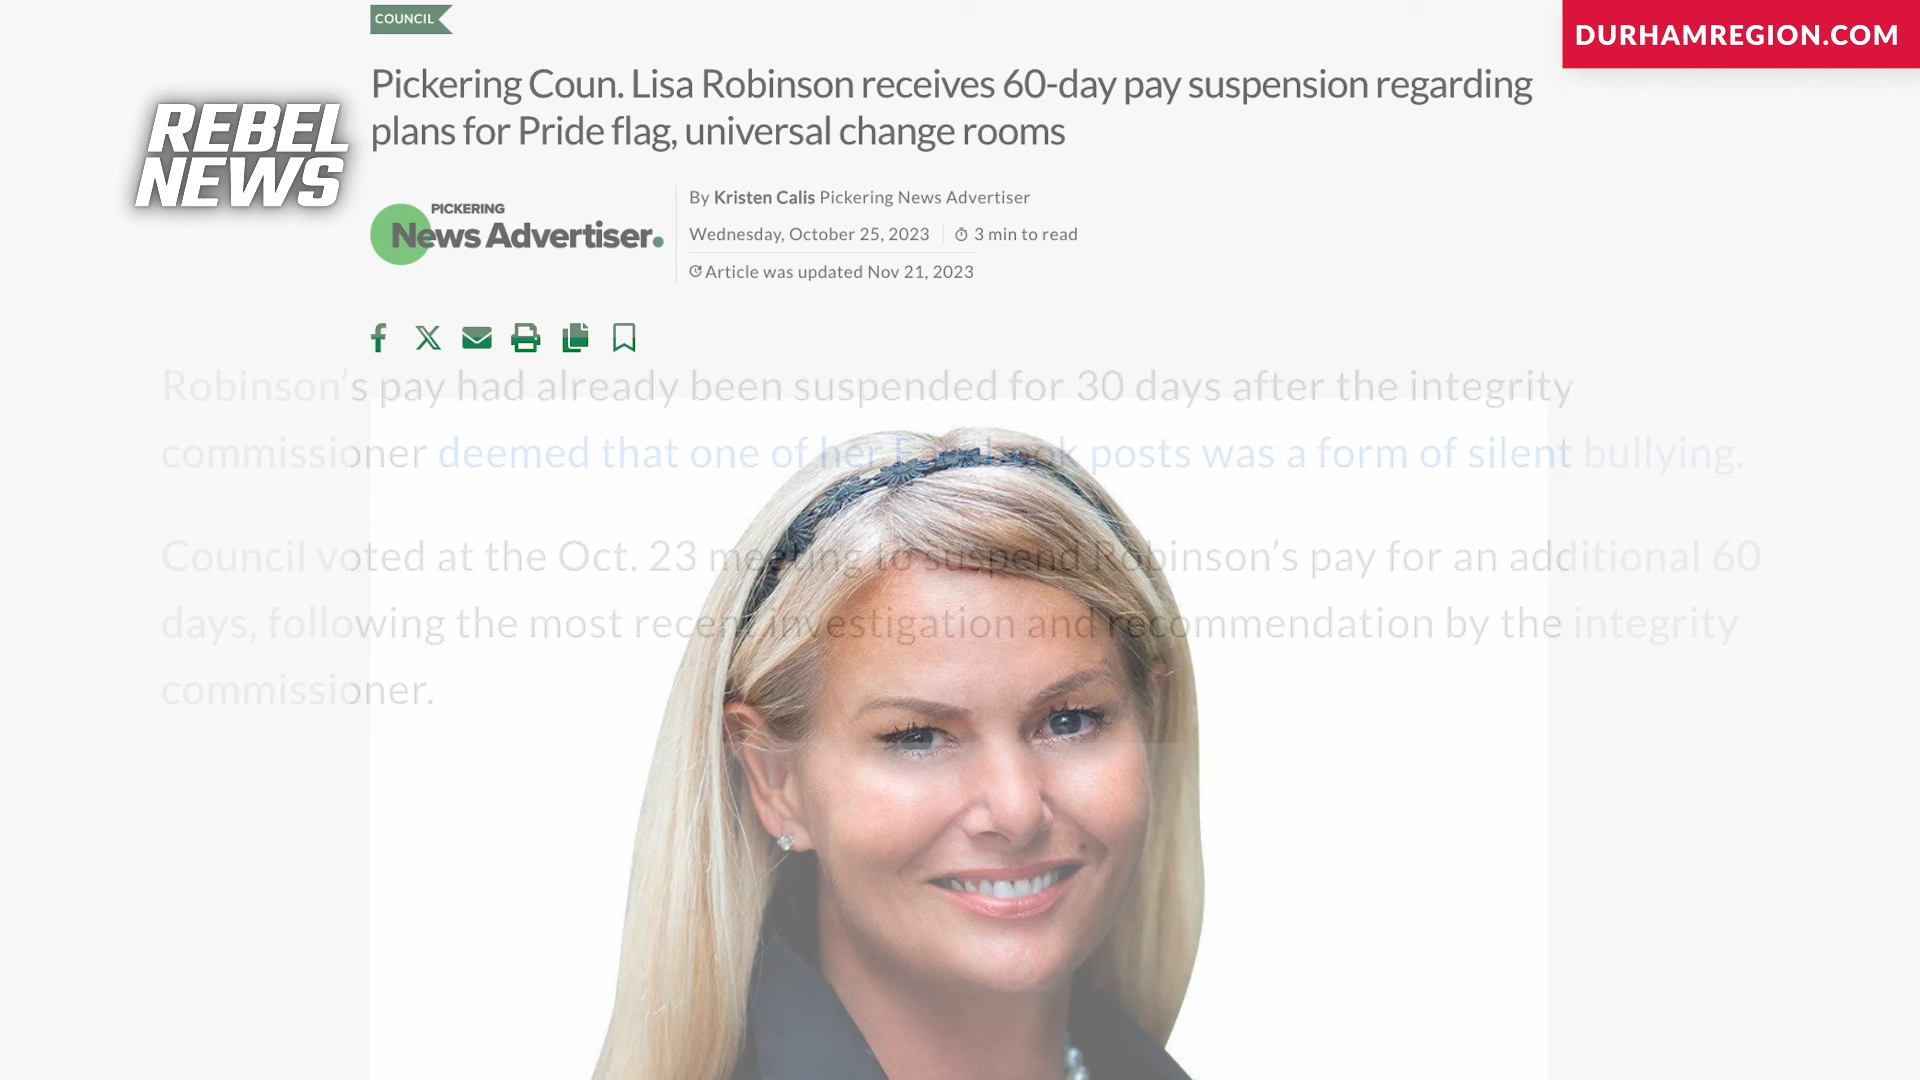 COUNCIL
DURHAMREGION.COM
Pickering Coun. Lisa Robinson receives 60-day pay suspension regarding
plans for Pride flag, universal change rooms
REBEL
NEWS
PICKERING
News Advertiser.
By Kristen Calis Pickering News Advertiser
Wednesday, October 25, 2023 3 min to read
Article was updated Nov 21, 2023
Robinson’s pay had already been suspended for 30 days after the integrity
commissioner deemed that one of her Facebook posts was a form of silent bullying.
Council voted at the Oct. 23 meeting to suspend Robinson’s pay for an additional 60
days, following the most recent investigation and recommendation by the integrity
commissioner.